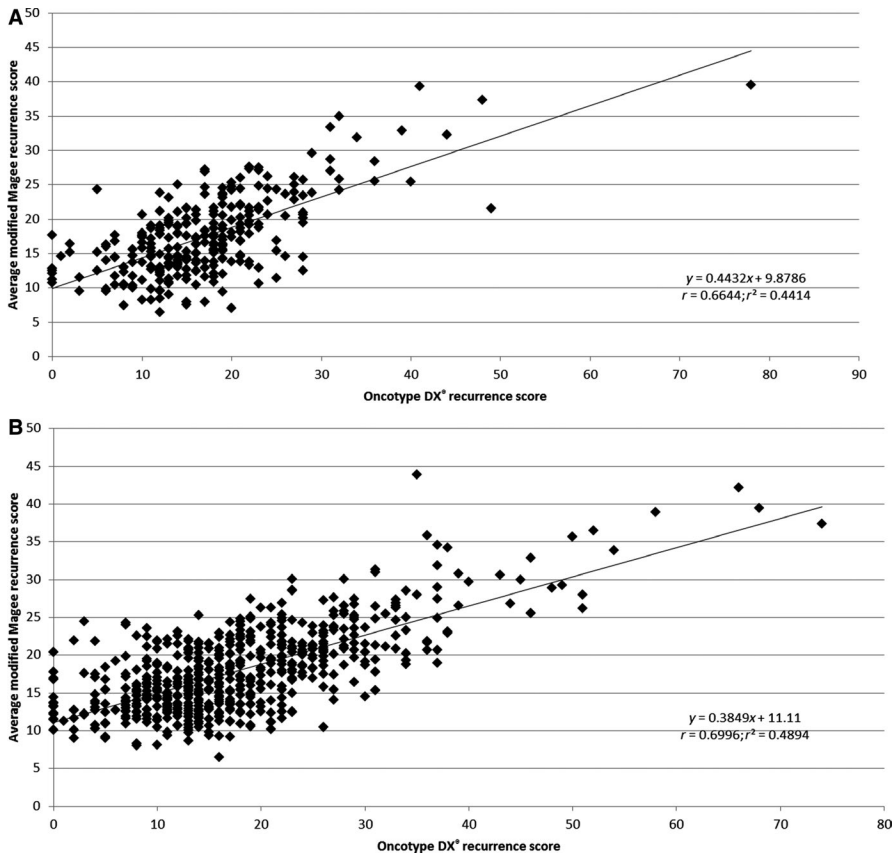 A
50
45
40
35
30
25
20
15
10
5
0
Average modified Magee recurrence score
y = 0.4432x + 9.8786
r = 0.6644; r² = 0.4414
0 10 20 30 40 50 60 70 80 90
Oncotype DX® recurrence score
B
50
45
40
35
30
25
20
15
10
5
0
Average modified Magee recurrence score
y = 0.3849x + 11.11
r = 0.6996; r² = 0.4894
0 10 20 30 40 50 60 70 80
Oncotype DX® recurrence score